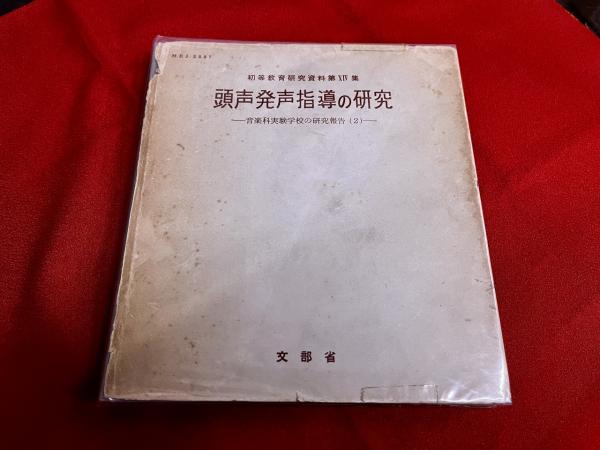 MEJ 2881
初等教育研究資料第XIV集
頭声発声指導の研究
―音楽科実験学校の研究報告(2)―
文部省